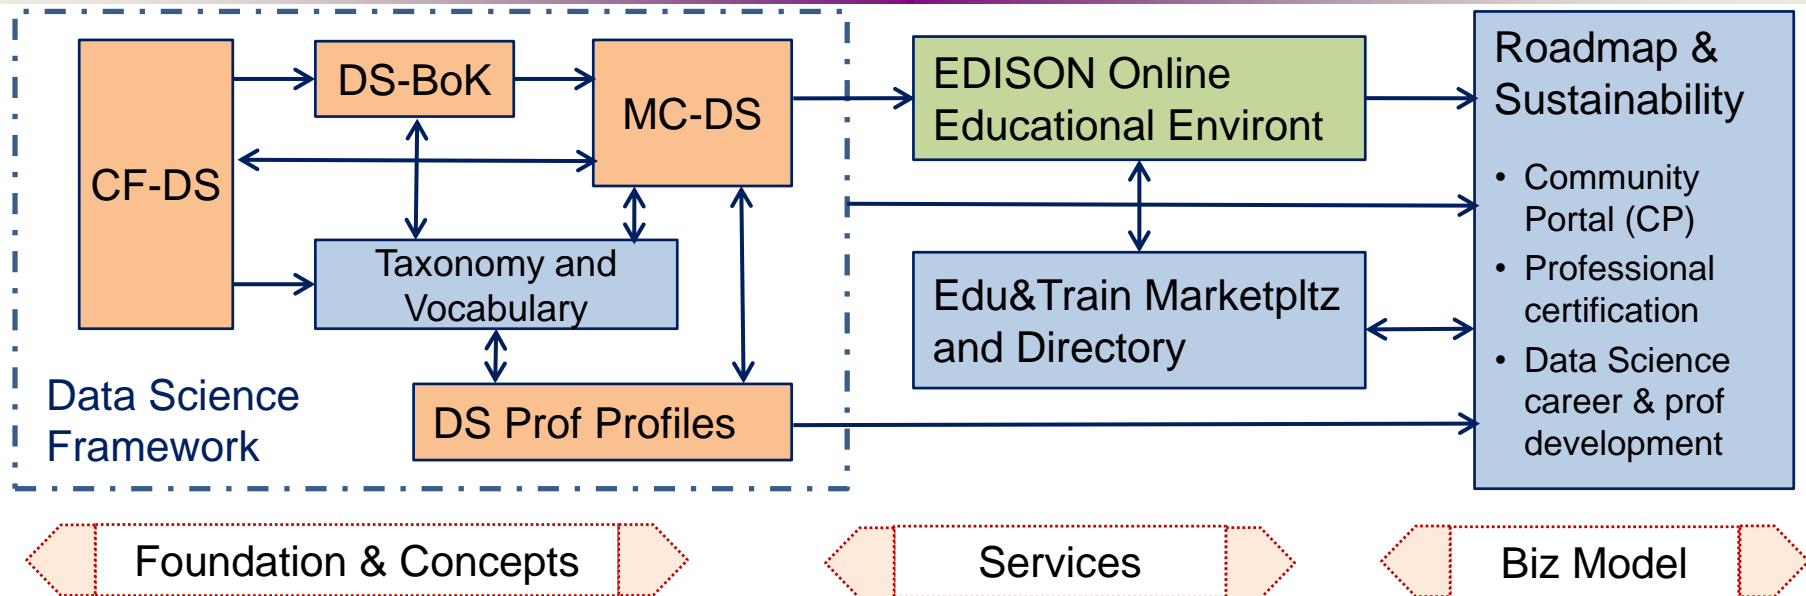 CF-DS
DS-BoK
MC-DS
Taxonomy and
Vocabulary
DS Prof Profiles
Data Science
Framework
EDISON Online
Educational Environt
Edu&Train Marketpltz
and Directory
Roadmap &
Sustainability
• Community
Portal (CP)
• Professional
certification
• Data Science
career & prof
development
Foundation & Concepts
Services
Biz Model